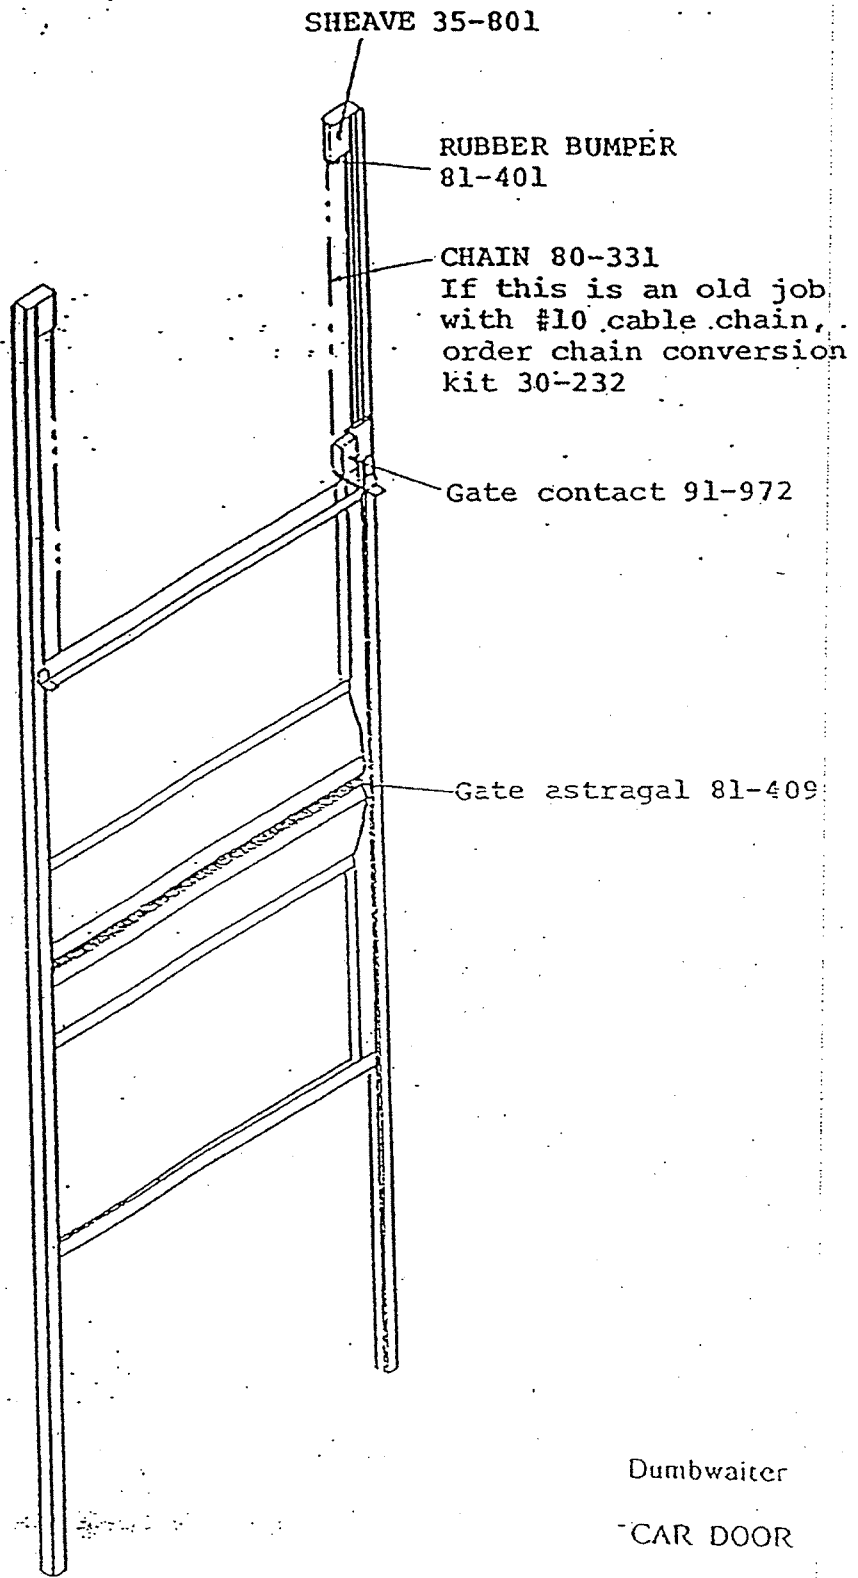 SHEAVE 35-801
RUBBER BUMPER
81-401
CHAIN 80-331
If this is an old job
with #10 cable chain,
order chain conversion
kit 30-232
Gate contact 91-972
Gate astragal 81-409
Dumbwaiter
CAR DOOR